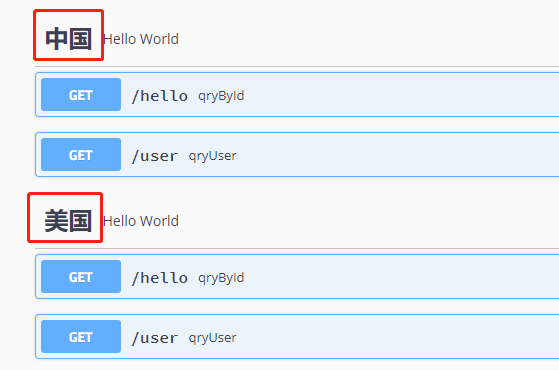 中国 Hello World
GET /hello qryById
GET /user qryUser
美国 Hello World
GET /hello qryById
GET /user qryUser